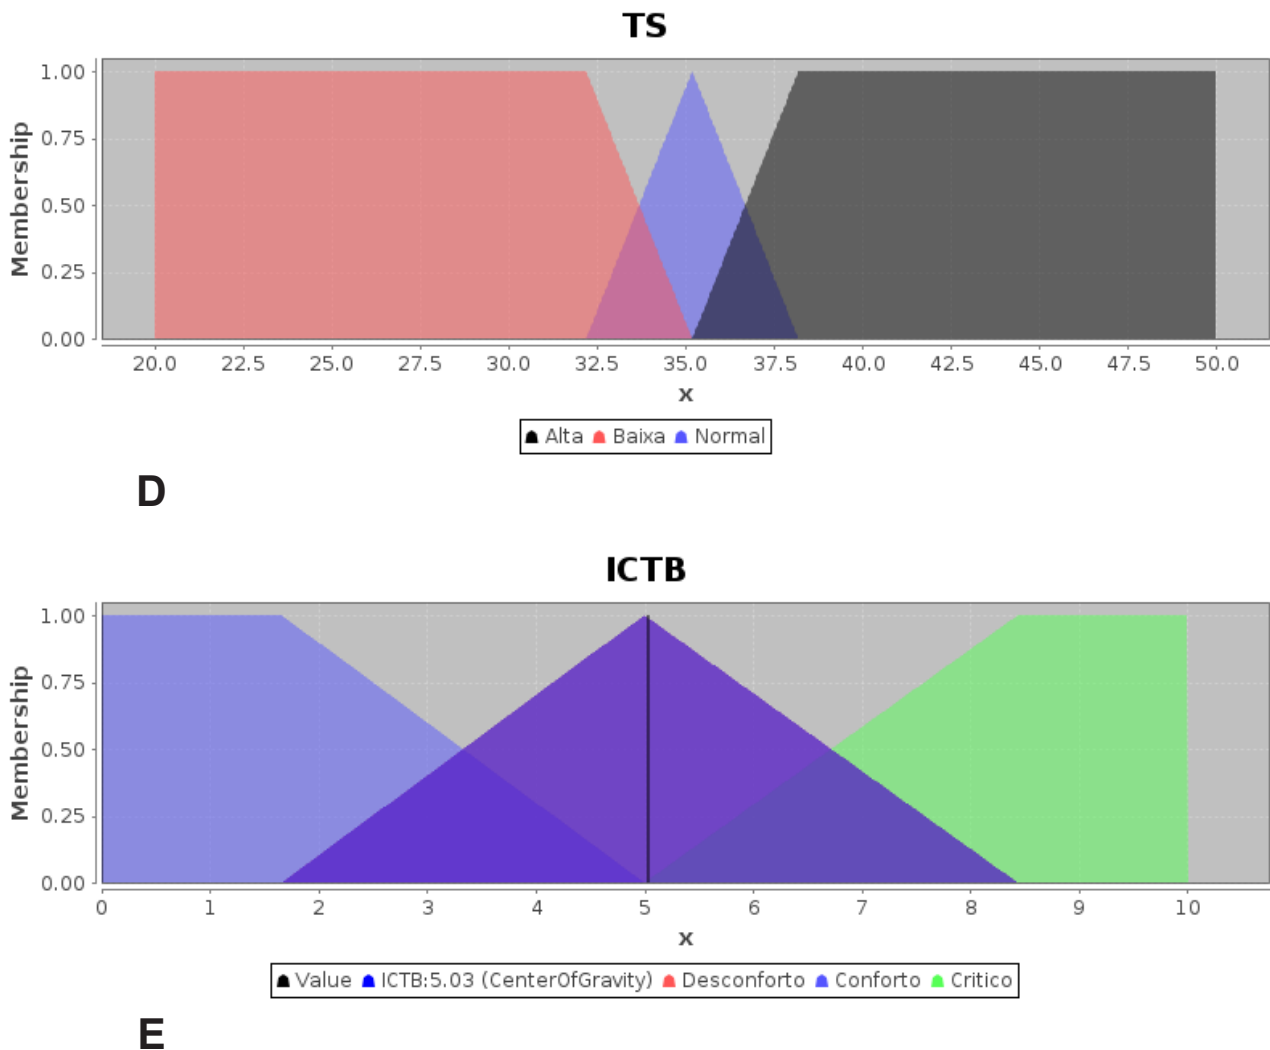 TS
Membership
1.00
0.75
0.50
0.25
0.00
20.0 22.5 25.0 27.5 30.0 32.5 35.0 37.5 40.0 42.5 45.0 47.5 50.0
x
Alta Baixa Normal
D
ICTB
Membership
1.00
0.75
0.50
0.25
0.00
0 1 2 3 4 5 6 7 8 9 10
x
Value ICTB:5.03 (CenterOfGravity) Desconforto Conforto Critico
E